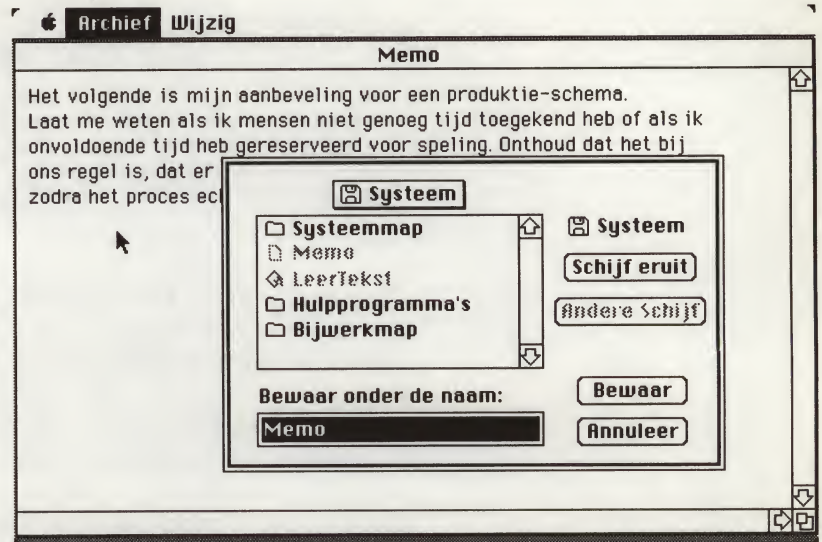 Archief Wijzig
Memo
Het volgende is mijn aanbeveling voor een produktie-schema.
Laat me weten als ik mensen niet genoeg tijd toegekend heb of als ik
onvoldoende tijd heb gereserveerd voor speling. Onthoud dat het bij
ons regel is, dat er
zodra het proces
Systeem
Systeemmap
Memo
LeerTekst
Hulpprogramma's
Bijwerkmap
Systeem
Schijf eruit
Andere Schijf
Bewaar onder de naam:
Memo
Bewaar
Annuleer